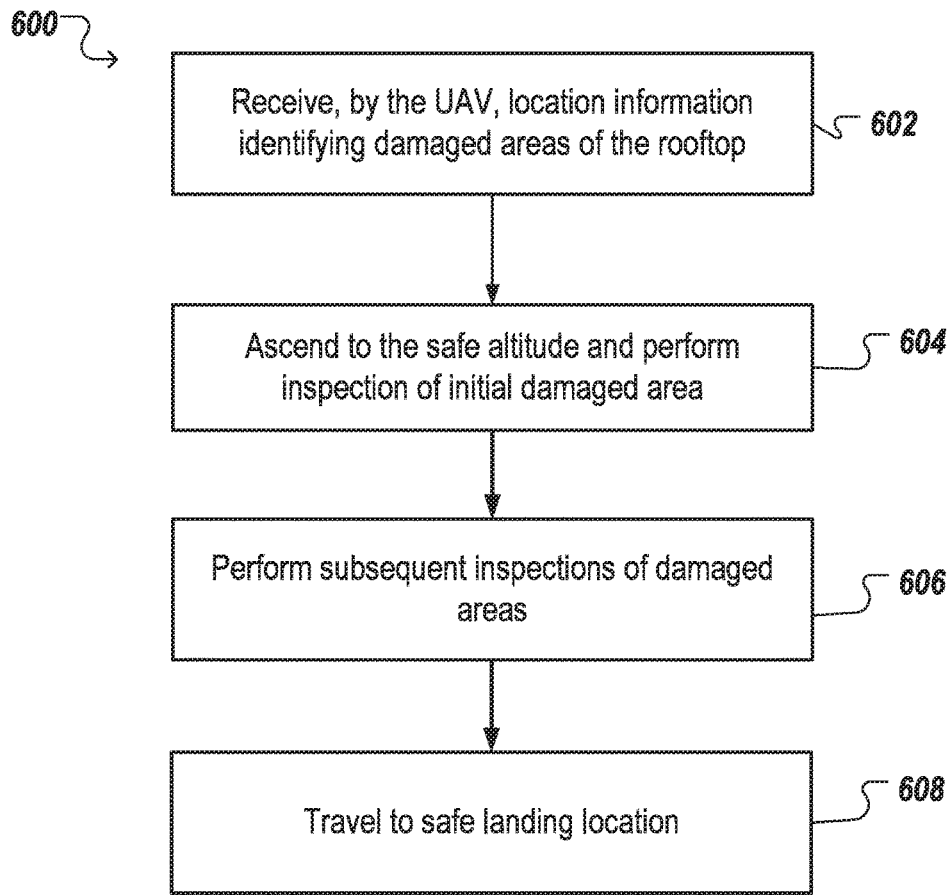 600
Receive, by the UAV, location information
identifying damaged areas of the rooftop
602
Ascend to the safe altitude and perform
inspection of initial damaged area
604
Perform subsequent inspections of damaged
areas
606
Travel to safe landing location
608